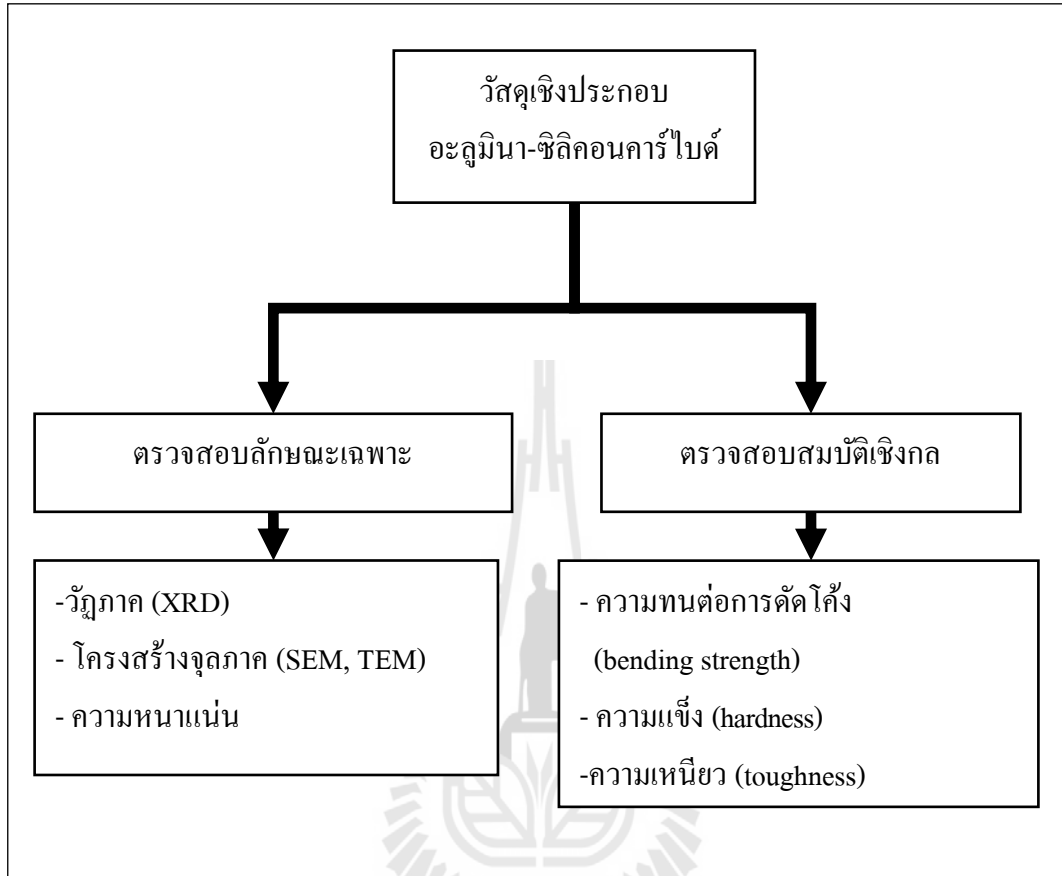 วัสดุเชิงประกอบ
อะลูมินา-ซิลิคอนคาร์ไบด์
ตรวจสอบลักษณะเฉพาะ
-วัฏภาค (XRD)
- โครงสร้างจุลภาค (SEM, TEM)
- ความหนาแน่น
ตรวจสอบสมบัติเชิงกล
- ความทนต่อการดัดโค้ง
(bending strength)
- ความแข็ง (hardness)
-ความเหนียว (toughness)